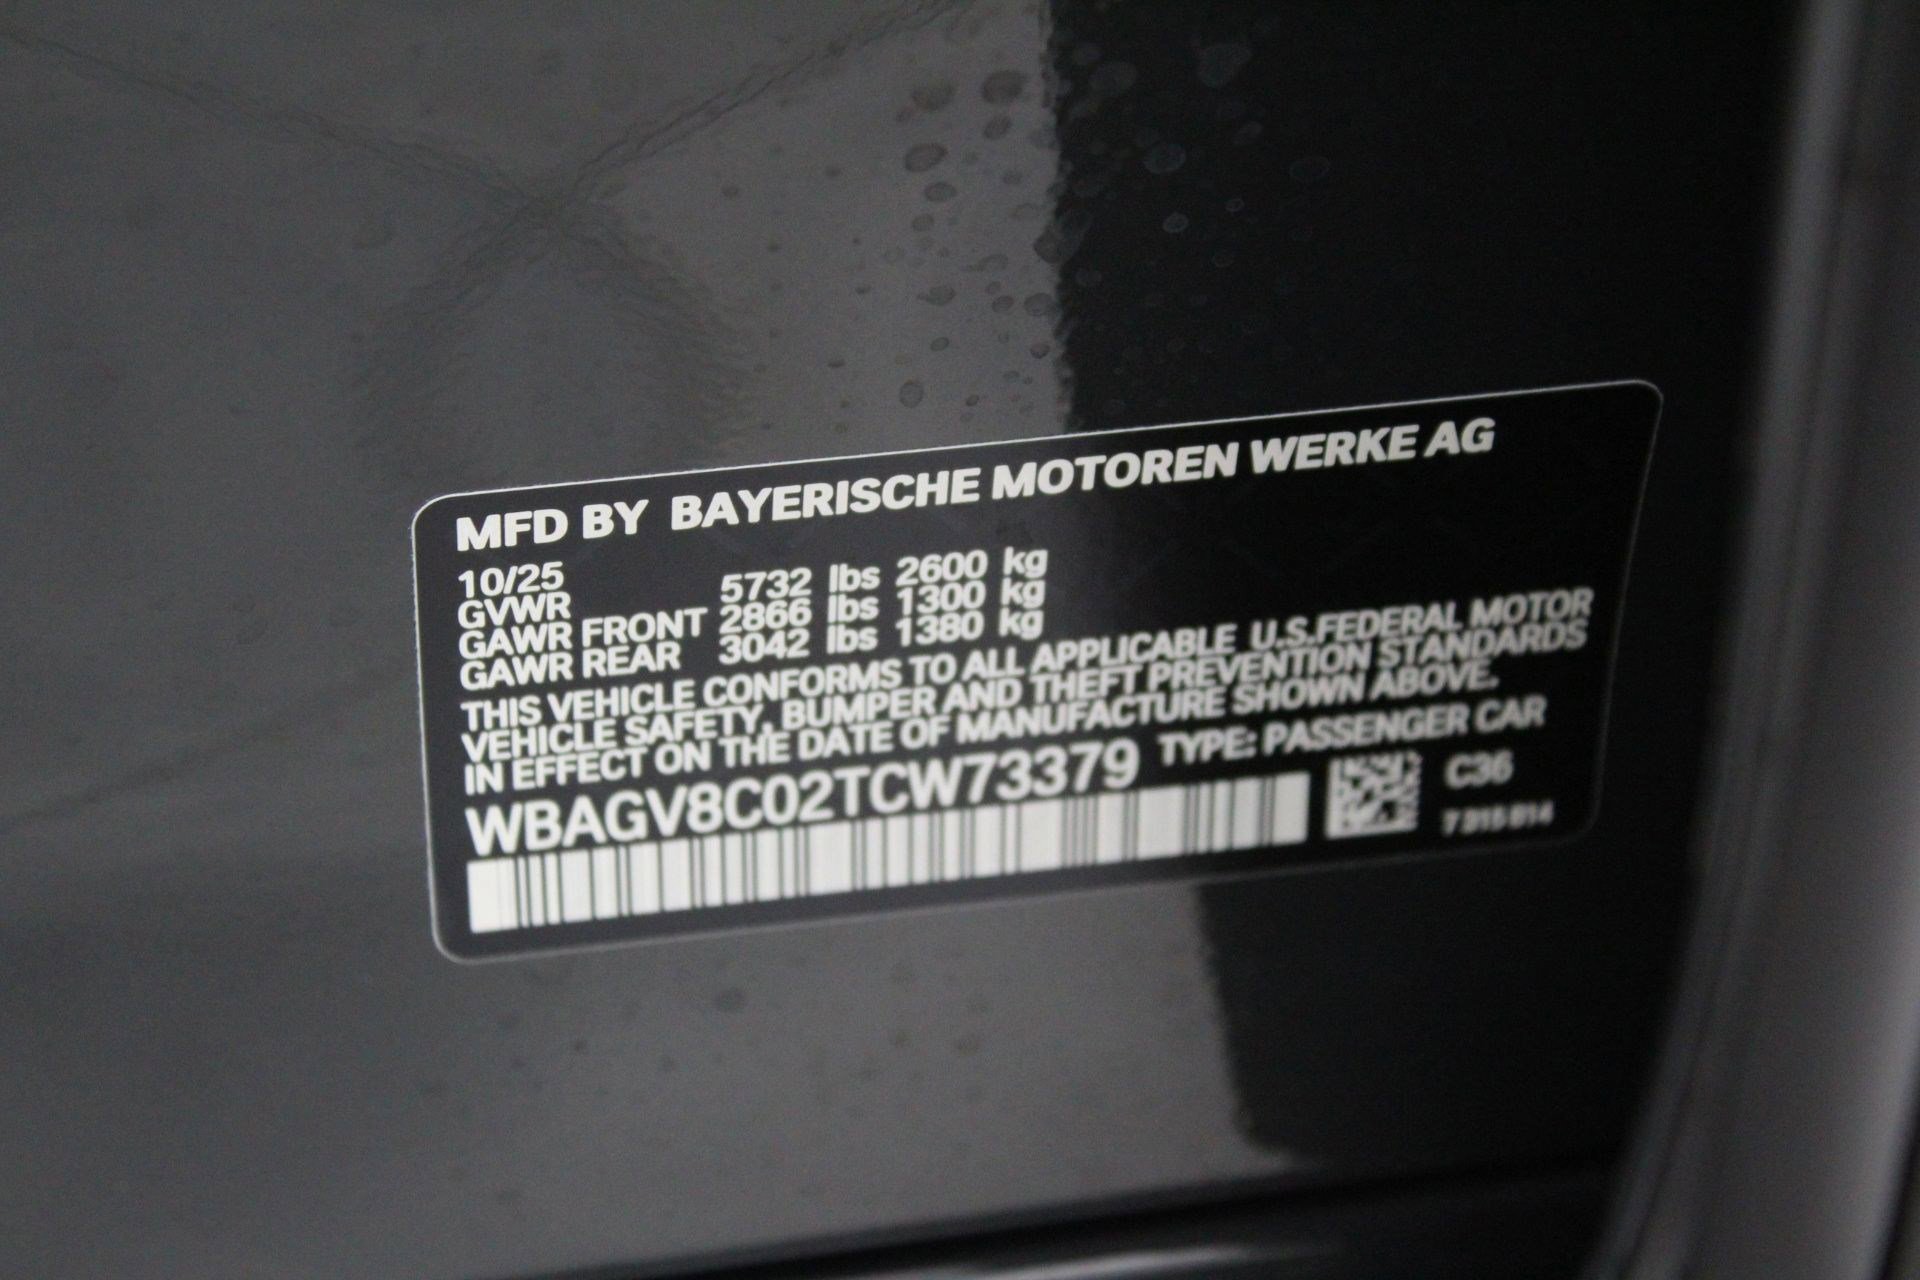 MFD BY BAYERISCHE MOTOREN WERKE AG
10/25
GVWR 5732 lbs 2600 kg
GAWR FRONT 2866 lbs 1300 kg
GAWR REAR 3042 lbs 1380 kg
THIS VEHICLE CONFORMS TO ALL APPLICABLE U.S.FEDERAL MOTOR
VEHICLE SAFETY, BUMPER AND THEFT PREVENTION STANDARDS
IN EFFECT ON THE DATE OF MANUFACTURE SHOWN ABOVE.
WBAGV8C02TCW73379 TYPE: PASSENGER CAR
C36